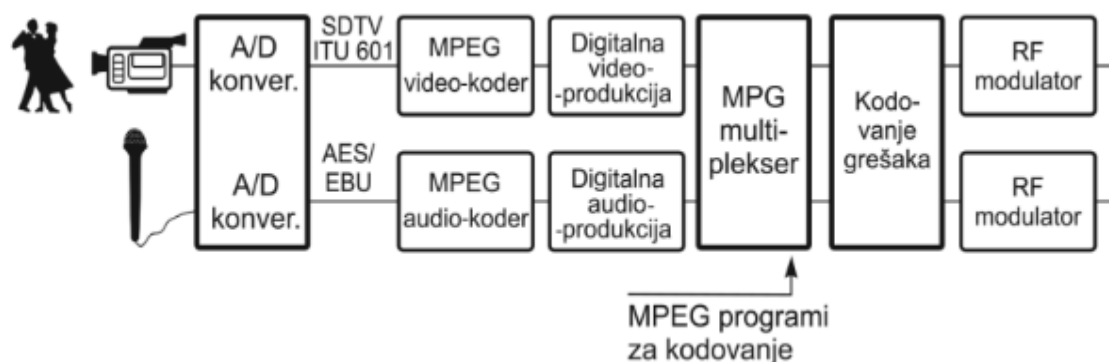 A/D
konver.
SDTV
ITU 601
MPEG
video-koder
Digitalna
video-
-produkcija
MPG
multi-
plekser
Kodo-
vanje
grešaka
RF
modulator
A/D
konver.
AES/
EBU
MPEG
audio-koder
Digitalna
audio-
-produkcija
RF
modulator
MPEG programi
za kodovanje